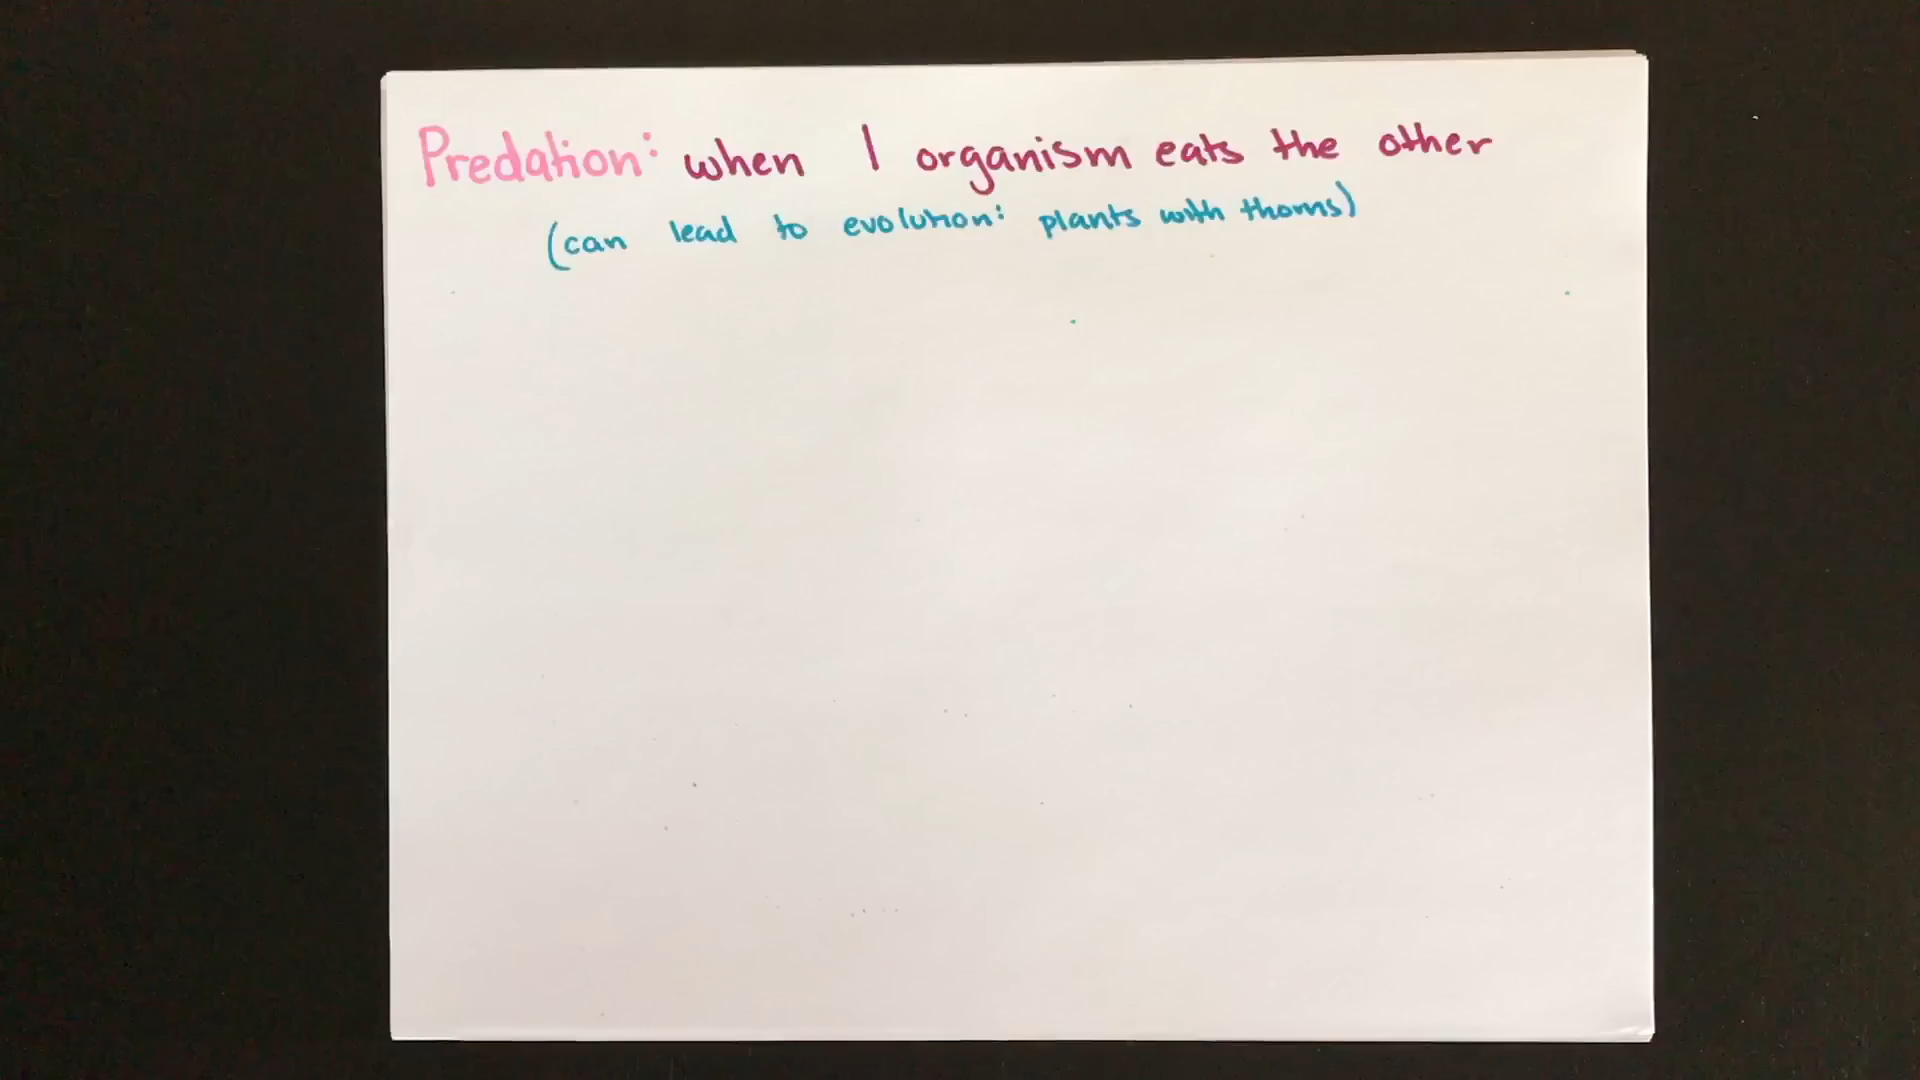 Predation: when 1 organism eats the other
(can lead to evolution: plants with thorns)